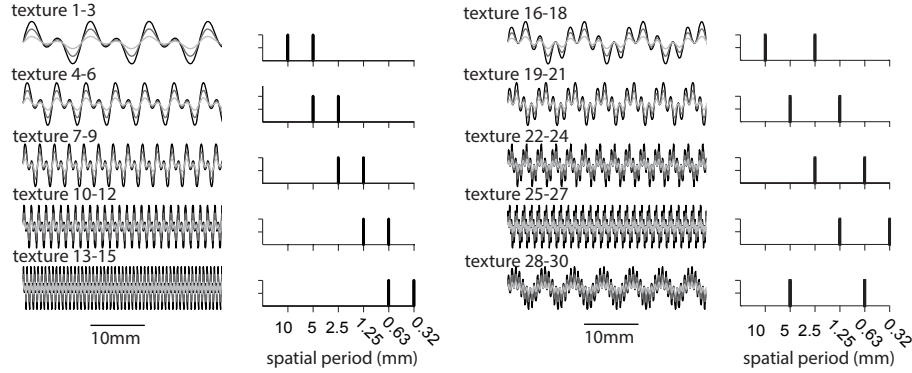 texture 1-3
texture 4-6
texture 7-9
texture 10-12
texture 13-15
10mm
10 5 2.5 1.25 0.63 0.32
spatial period (mm)
texture 16-18
texture 19-21
texture 22-24
texture 25-27
texture 28-30
10mm
10 5 2.5 1.25 0.63 0.32
spatial period (mm)